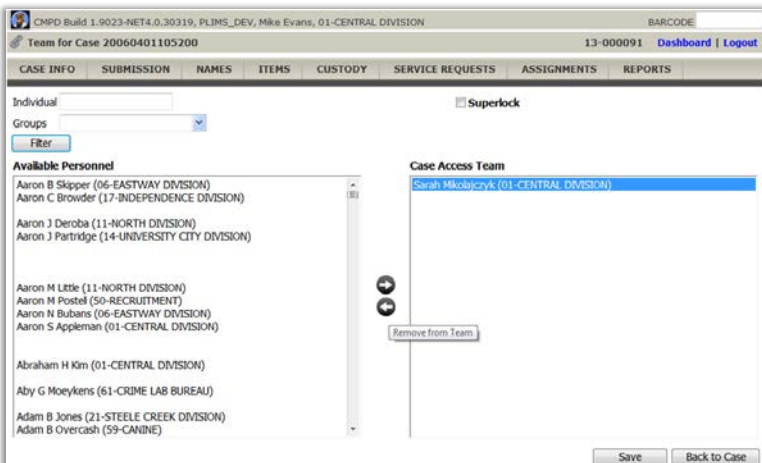 CMPD Build 1.9023-NET4.0.30319, PLIMS_DEV, Mike Evans, 01-CENTRAL DIVISION BARCODE
Team for Case 20060401105200 13-000091 Dashboard | Logout
CASE INFO SUBMISSION NAMES ITEMS CUSTODY SERVICE REQUESTS ASSIGNMENTS REPORTS
Individual Superlock
Groups
Filter
Available Personnel Case Access Team
Aaron B Skipper (06-EASTWAY DIVISION) Sarah Mikolajczyk (01-CENTRAL DIVISION)
Aaron C Browder (17-INDEPENDENCE DIVISION)
Aaron J Deroba (11-NORTH DIVISION)
Aaron J Partridge (14-UNIVERSITY CITY DIVISION)
Aaron M Little (11-NORTH DIVISION)
Aaron M Postell (50-RECRUITMENT)
Aaron N Bubans (06-EASTWAY DIVISION)
Aaron S Appleman (01-CENTRAL DIVISION)
Remove from Team
Abraham H Kim (01-CENTRAL DIVISION)
Aby G Moeykens (61-CRIME LAB BUREAU)
Adam B Jones (21-STEELE CREEK DIVISION)
Adam B Overcash (59-CANINE)
Save Back to Case